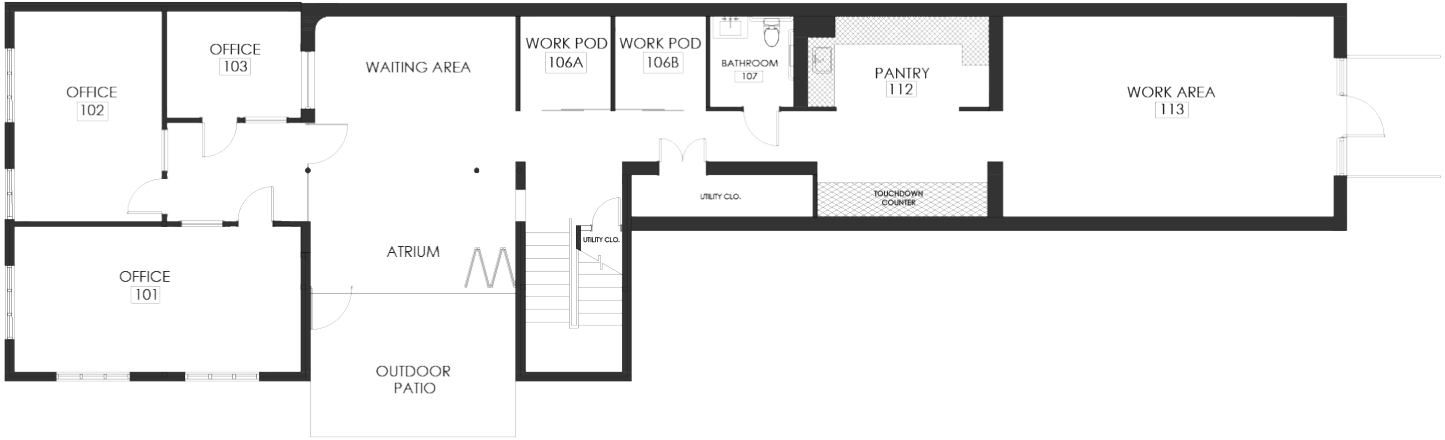 OFFICE
102
OFFICE
103
WAITING AREA
WORK POD
106A
WORK POD
106B
BATHROOM
107
PANTRY
112
WORK AREA
113
UTILITY CLO.
TOUCHDOWN
COUNTER
UTILITY CLO.
ATRIUM
OFFICE
101
OUTDOOR
PATIO